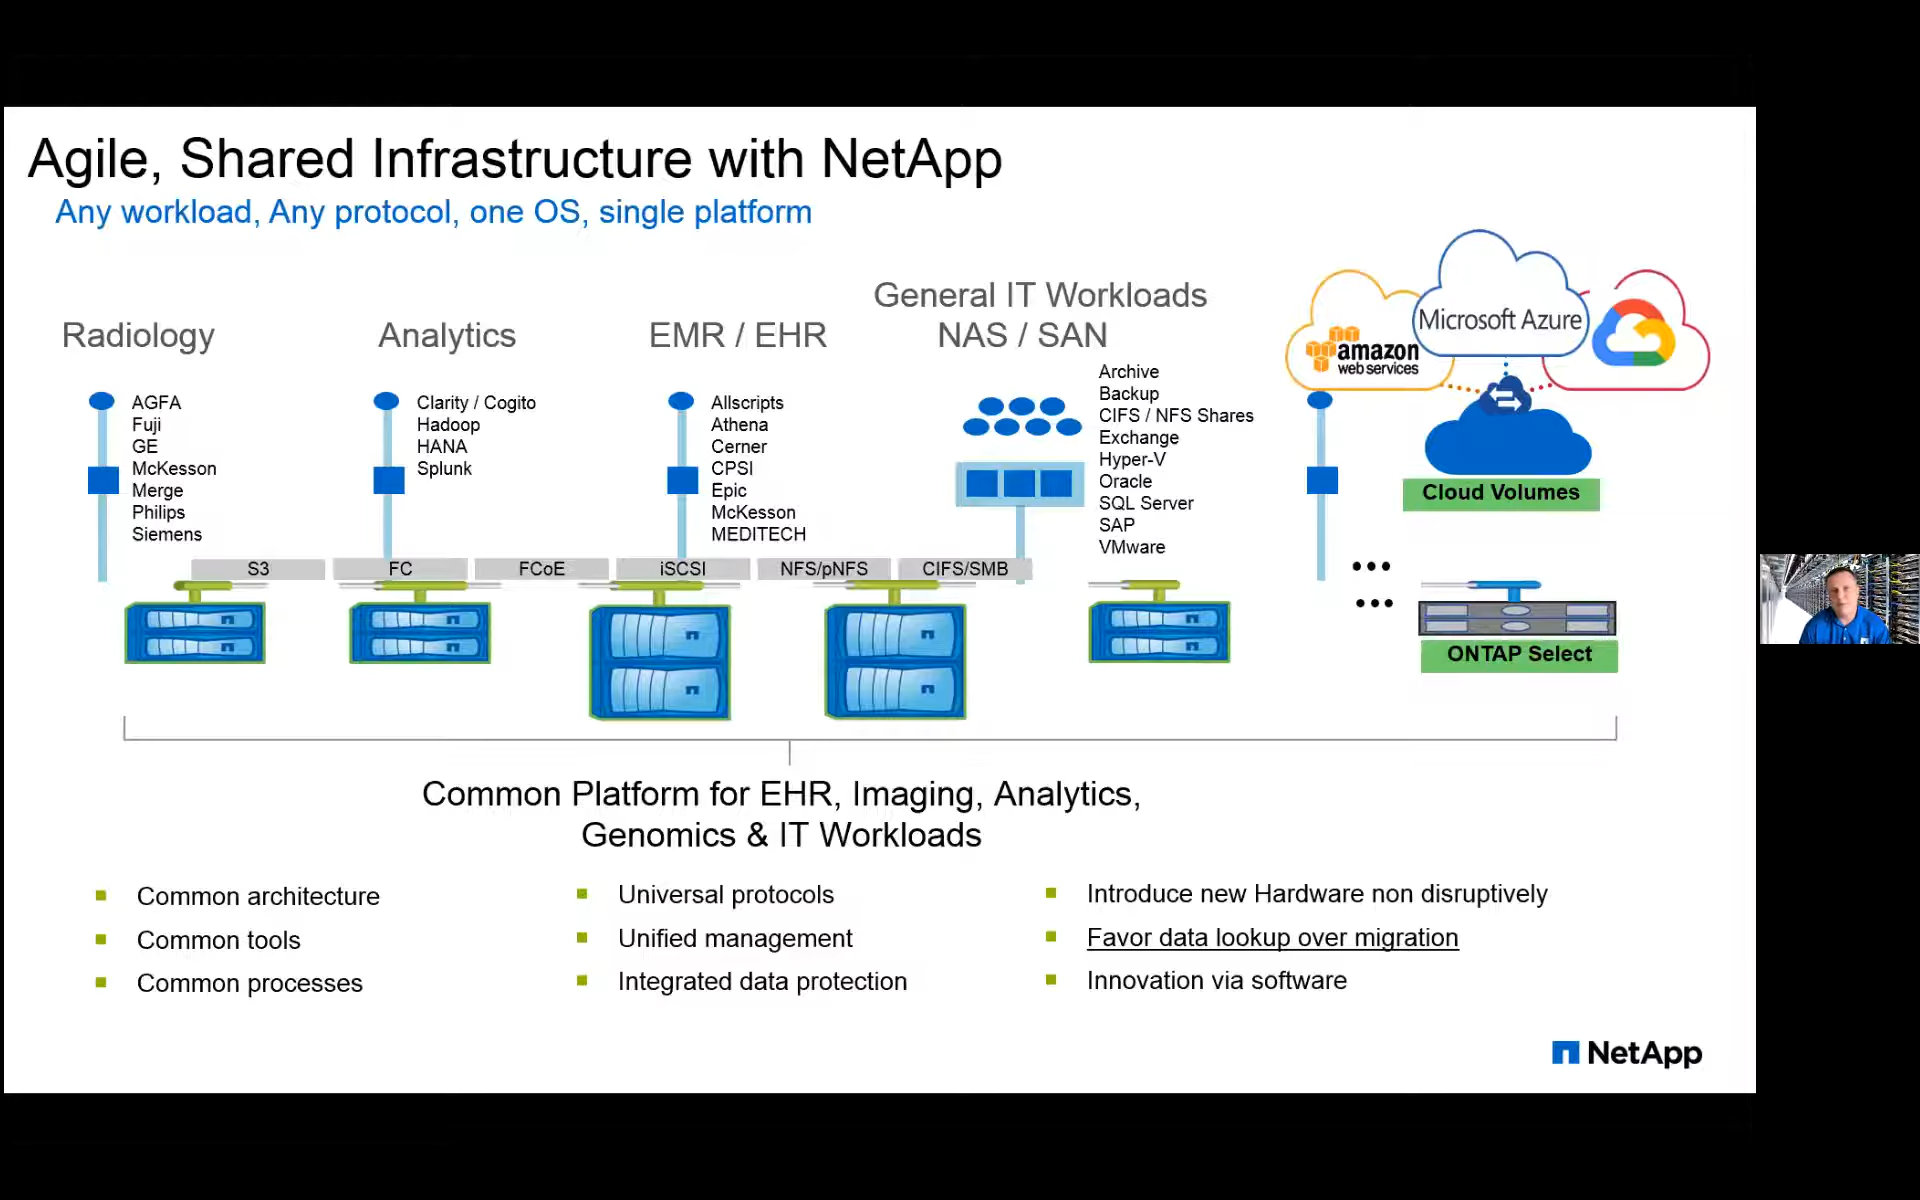 Agile, Shared Infrastructure with NetApp
Any workload, Any protocol, one OS, single platform
Radiology
AGFA
Fuji
GE
McKesson
Merge
Philips
Siemens
Analytics
Clarity / Cogito
Hadoop
HANA
Splunk
EMR / EHR
Allscripts
Athena
Cerner
CPSI
Epic
McKesson
MEDITECH
General IT Workloads
NAS / SAN
Archive
Backup
CIFS / NFS Shares
Exchange
Hyper-V
Oracle
SQL Server
SAP
VMware
amazon
web services
Microsoft Azure
Cloud Volumes
S3
FC
FCoE
iSCSI
NFS/pNFS
CIFS/SMB
ONTAP Select
Common Platform for EHR, Imaging, Analytics,
Genomics & IT Workloads
Common architecture
Common tools
Common processes
Universal protocols
Unified management
Integrated data protection
Introduce new Hardware non disruptively
Favor data lookup over migration
Innovation via software
NetApp